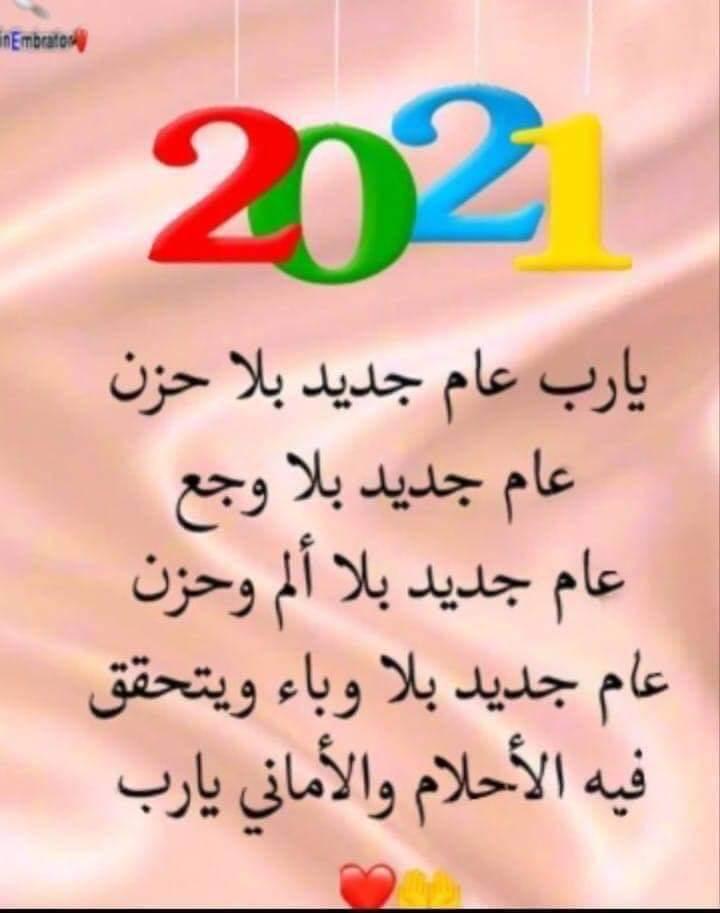 inEmbrator
2021
يارب عام جديد بلا حزن
عام جديد بلا وجع
عام جديد بلا ألم وحزن
عام جديد بلا وباء ويتحقق
فيه الأحلام والأماني يارب